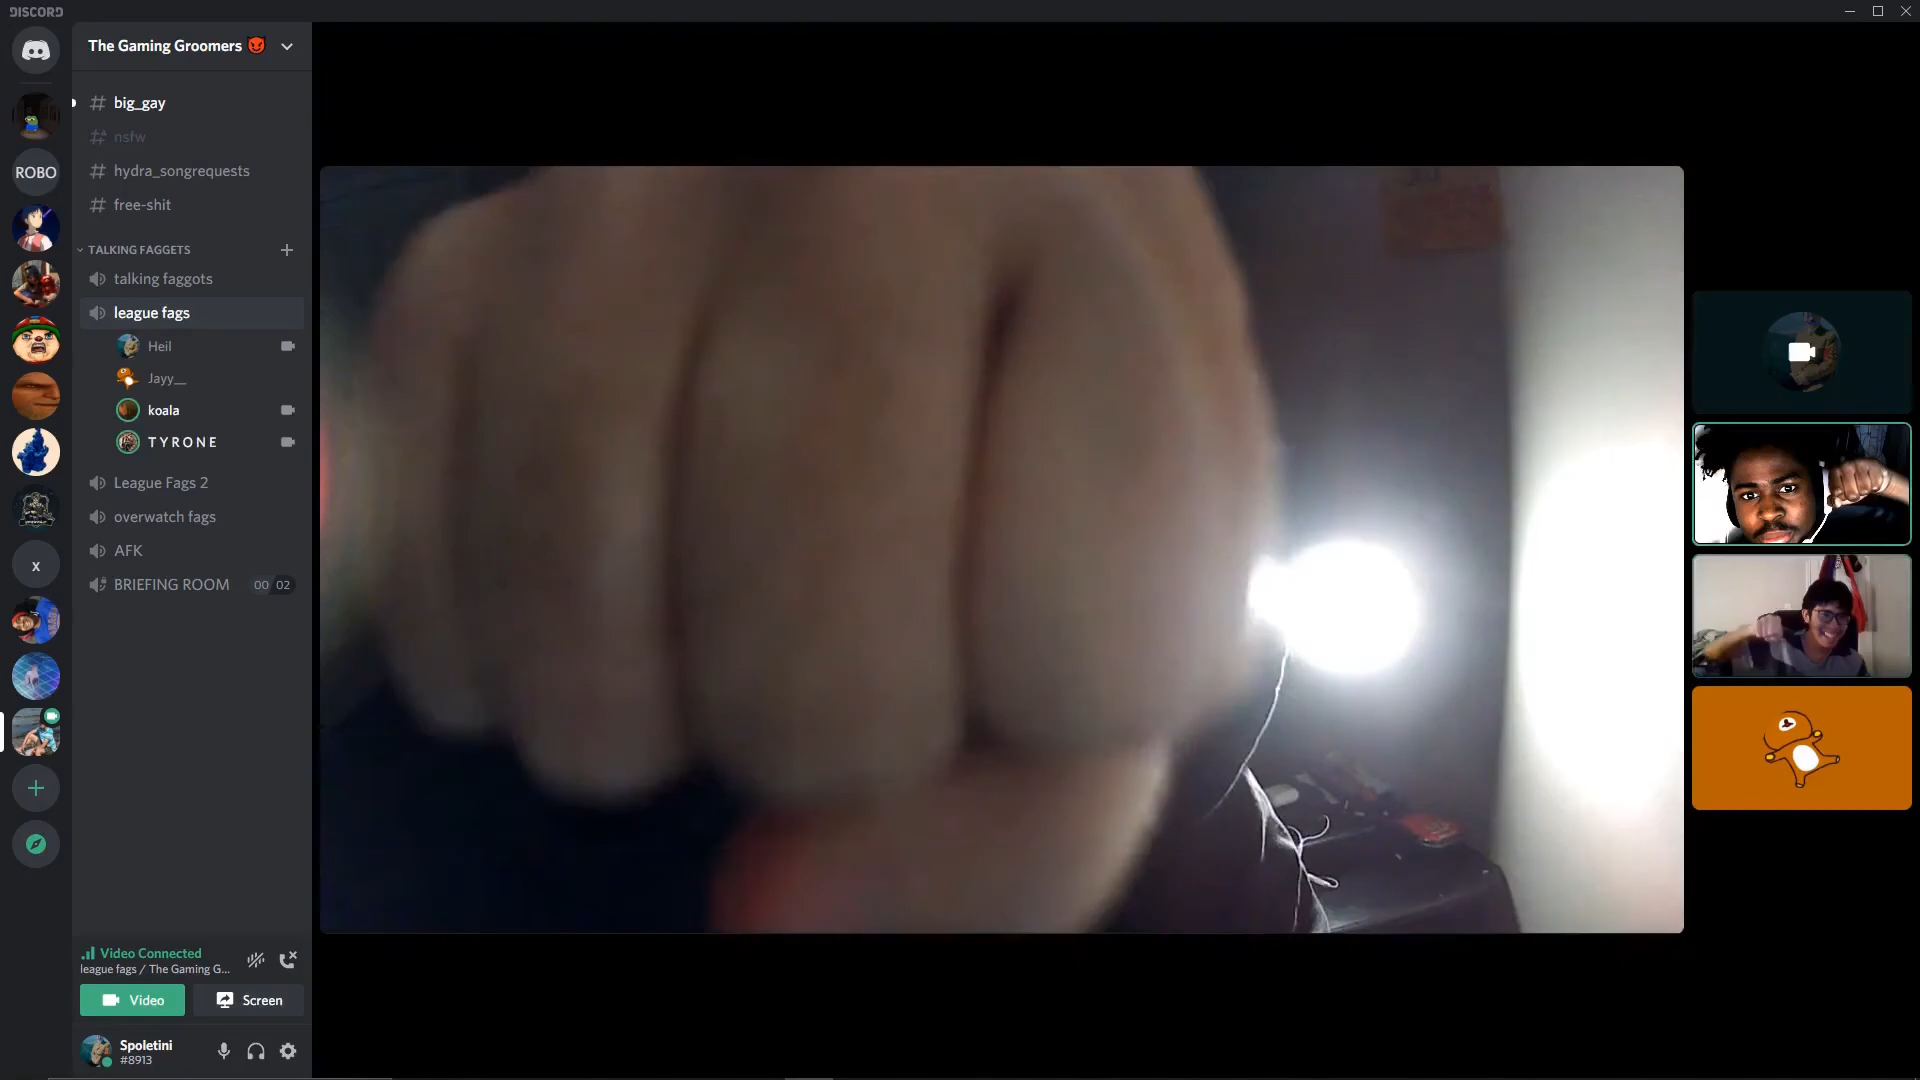 DISCORD
The Gaming Groomers 😈
big_gay
nsfw
ROBO
hydra_songrequests
free-shit
TALKING FAGGETS
talking faggots
league fags
Heil
Jayy__
koala
T Y R O N E
League Fags 2
overwatch fags
AFK
x
BRIEFING ROOM 00 02
Video Connected
league fags / The Gaming G...
Video
Screen
Spoletini
#8913